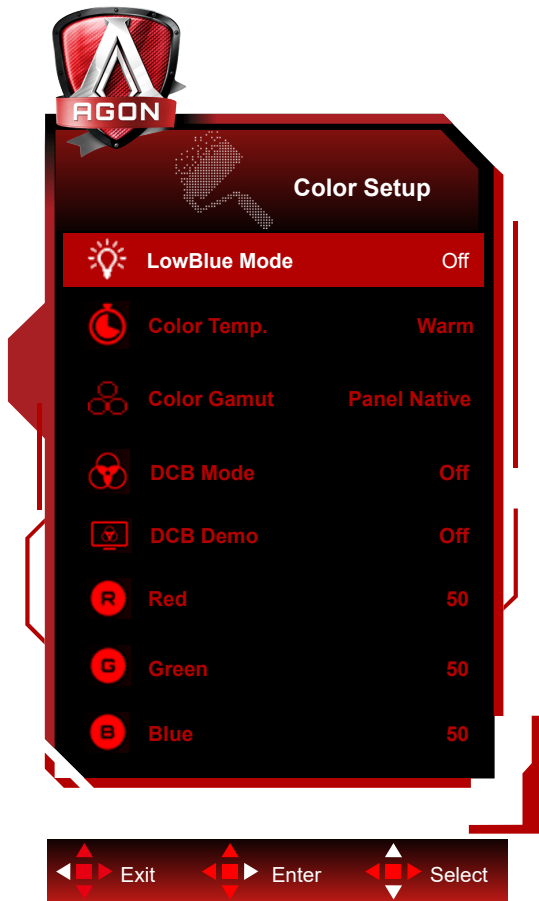 AGON
Color Setup
LowBlue Mode Off
Color Temp. Warm
Color Gamut Panel Native
DCB Mode Off
DCB Demo Off
R Red 50
G Green 50
B Blue 50
Exit Enter Select